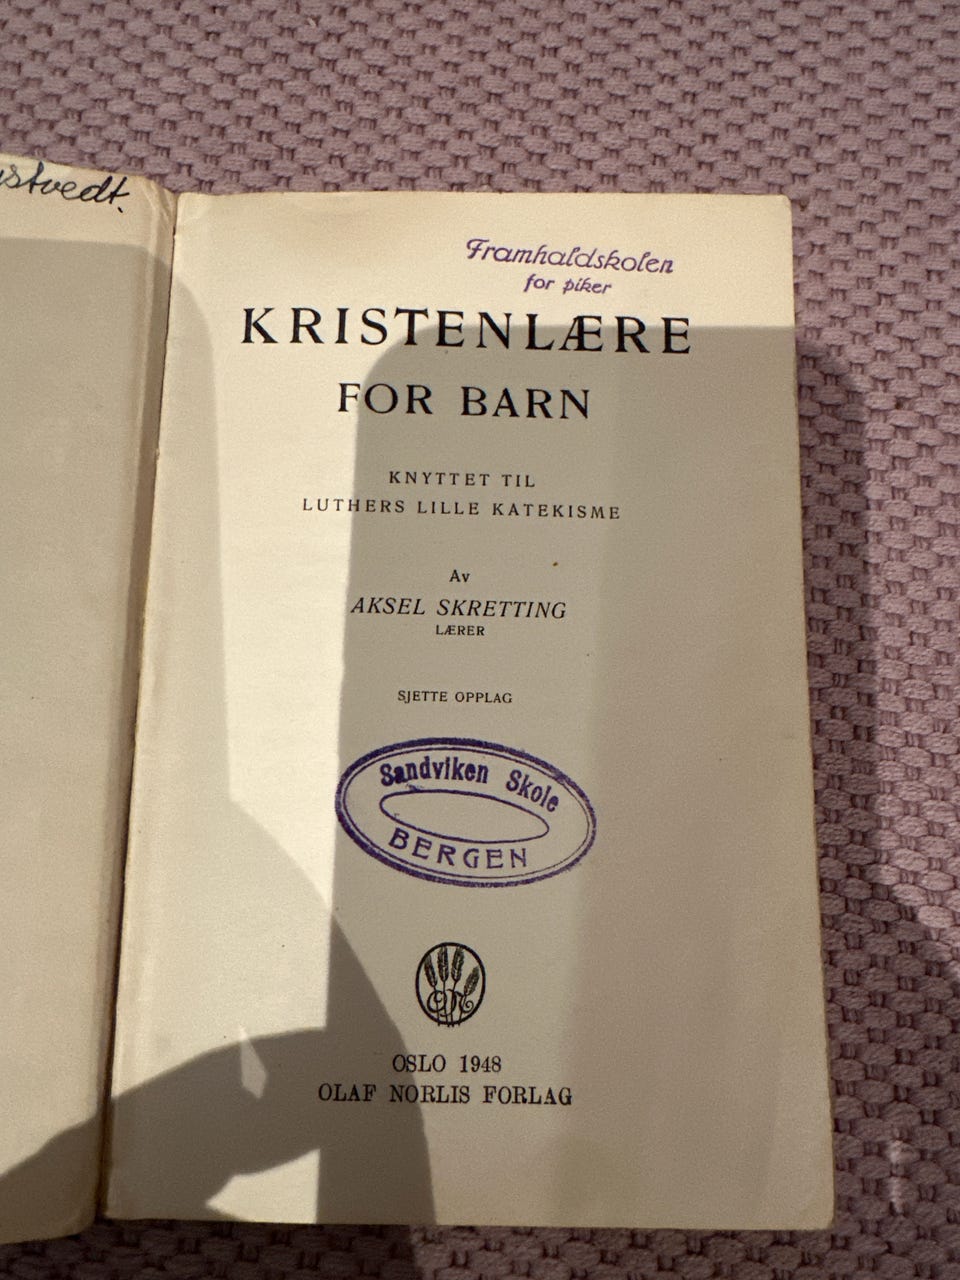 Framhaldskolen
for piker
KRISTENLÆRE
FOR BARN
KNYTTET TIL
LUTHERS LILLE KATEKISME
Av
AKSEL SKRETTING
LÆRER
SJETTE OPPLAG
Sandviken Skole
BERGEN
OSLO 1948
OLAF NORLIS FORLAG